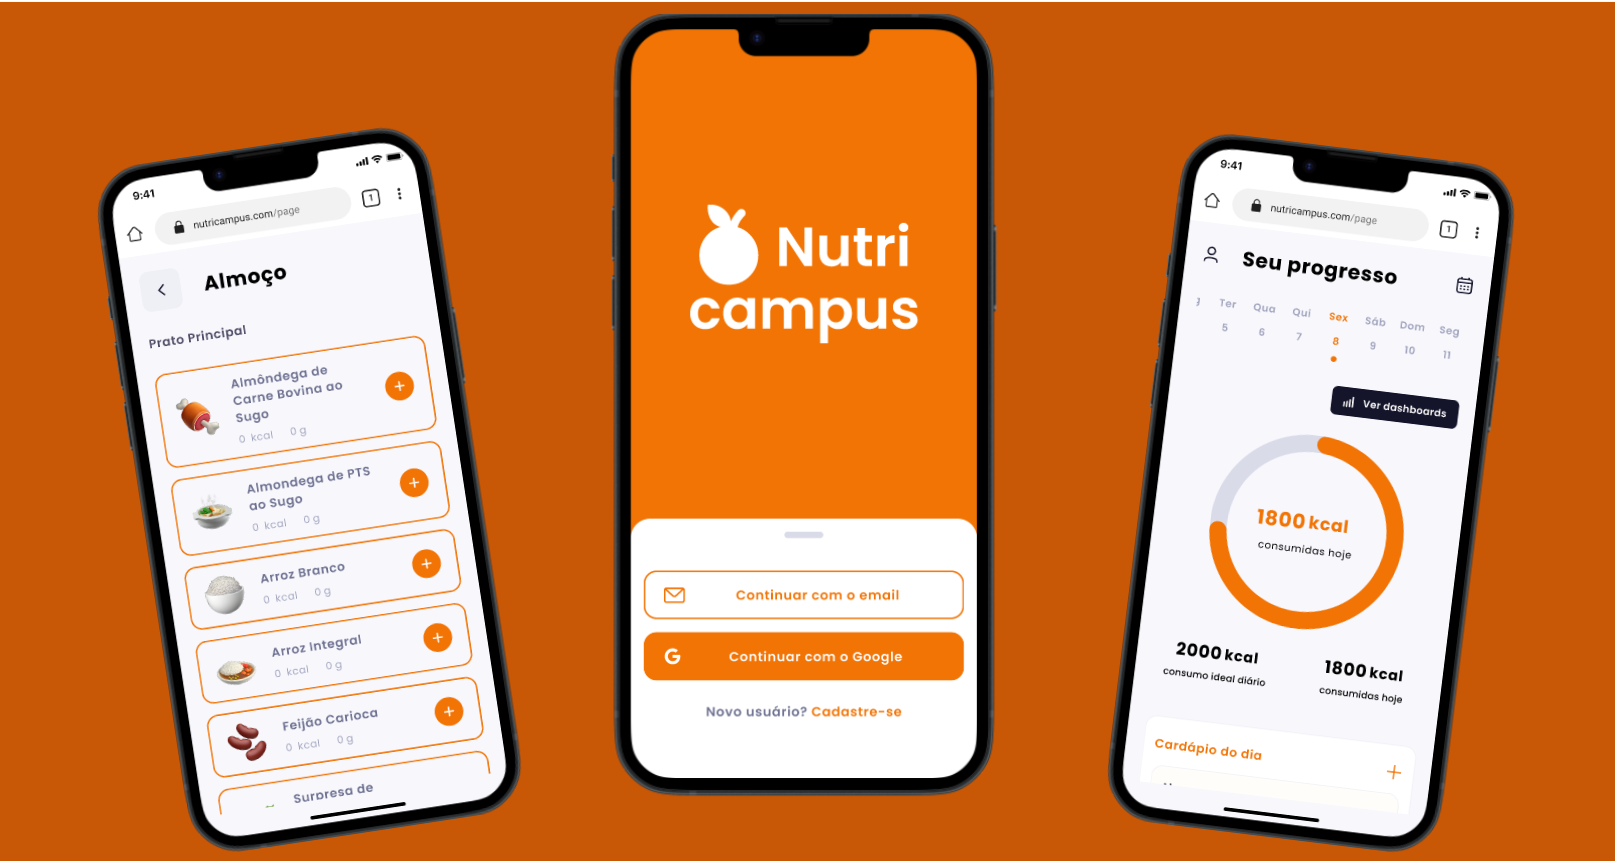 9:41
nutricampus.com/page
1
Almoço
Prato Principal
Almôndega de
Carne Bovina ao
Sugo
0 kcal 0 g
Almondega de PTS
ao Sugo
0 kcal 0 g
Arroz Branco
0 kcal 0 g
Arroz Integral
0 kcal 0 g
Feijão Carioca
0 kcal 0 g
Surpresa de
Nutri
campus
Continuar com o email
G Continuar com o Google
Novo usuário? Cadastre-se
9:41
nutricampus.com/page
1
Seu progresso
Ter Qua Qui Sex Sáb Dom Seg
5 6 7 8 9 10 11
Ver dashboards
1800 kcal
consumidas hoje
2000 kcal
consumo ideal diário
1800 kcal
consumidas hoje
Cardápio do dia